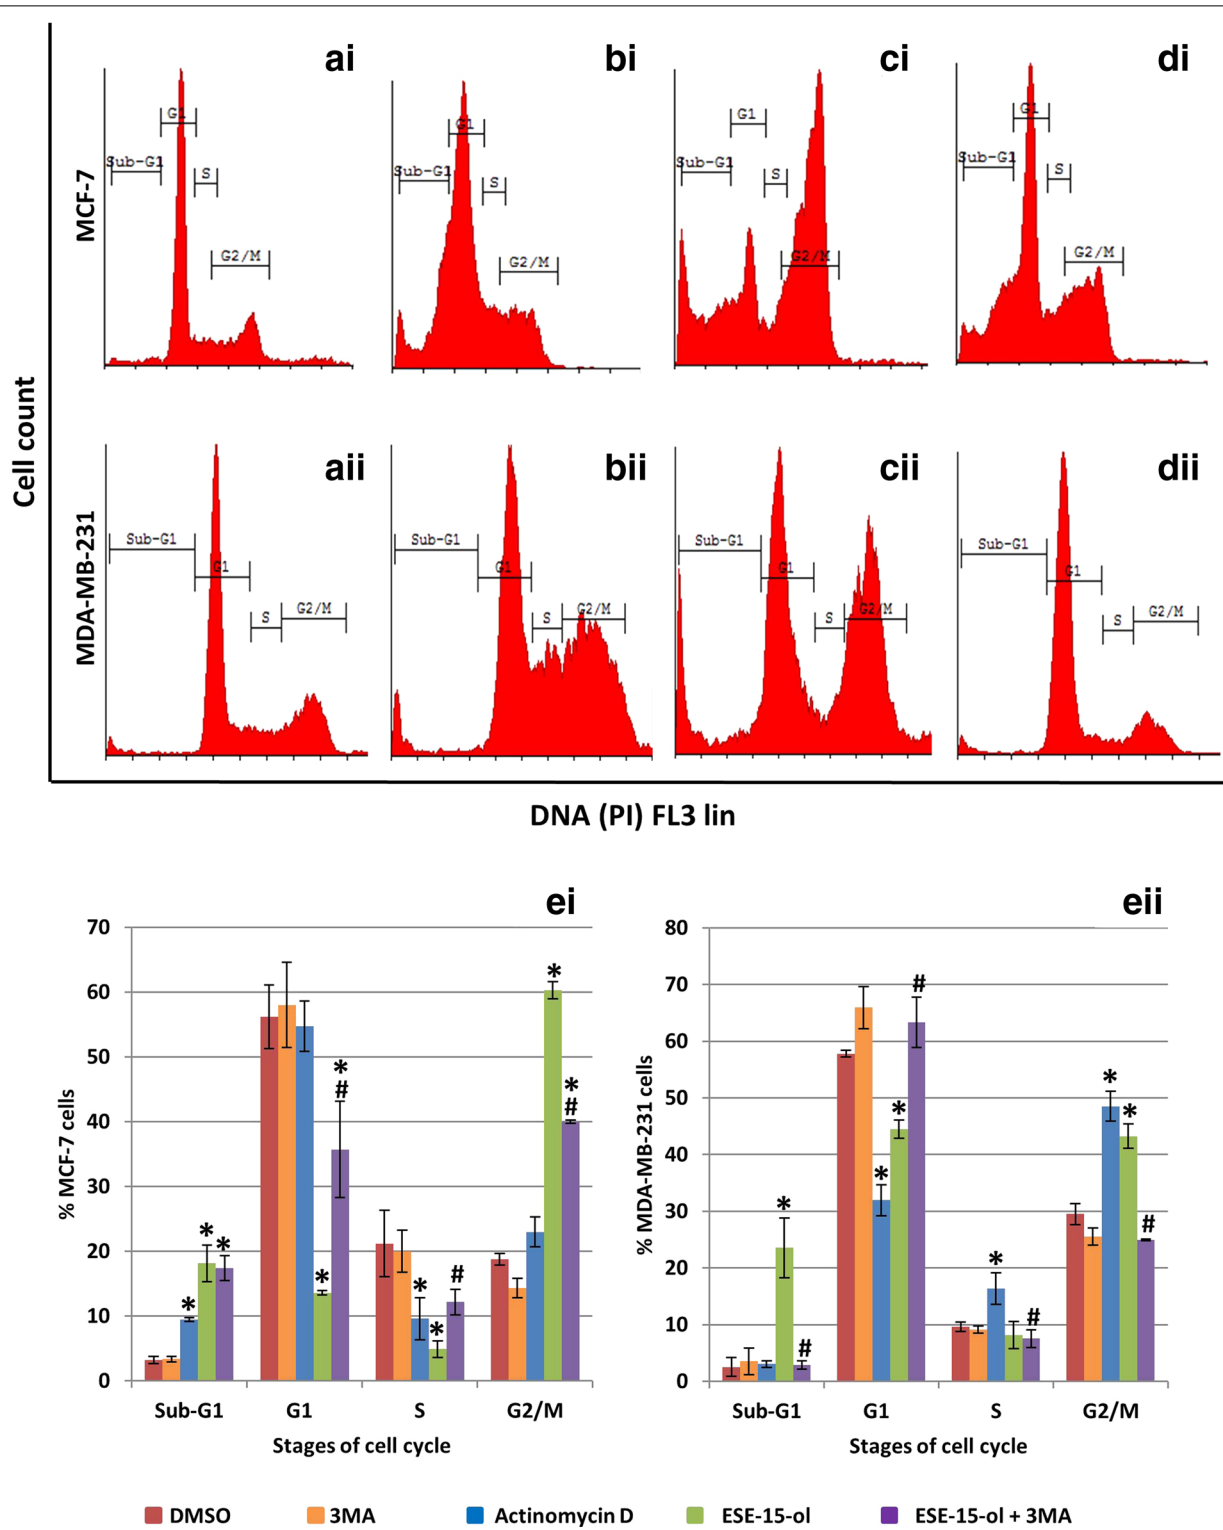 ai
bi
ci
di
G1
Sub-G1
S
G2/M
G1
Sub-G1
S
G2/M
G1
Sub-G1
S
G2/M
G1
Sub-G1
S
G2/M
MCF-7
Cell count
aii
bii
cii
dii
Sub-G1
G1
S
G2/M
Sub-G1
G1
S
G2/M
Sub-G1
G1
S
G2/M
Sub-G1
G1
S
G2/M
MDA-MB-231
DNA (PI) FL3 lin
ei
70
60
50
40
30
20
10
0
% MCF-7 cells
* * *
* * #
* * #
* * #
Sub-G1 G1 S G2/M
Stages of cell cycle
eii
80
70
60
50
40
30
20
10
0
% MDA-MB-231 cells
* #
* * #
* #
* * #
Sub-G1 G1 S G2/M
Stages of cell cycle
DMSO 3MA Actinomycin D ESE-15-ol ESE-15-ol + 3MA